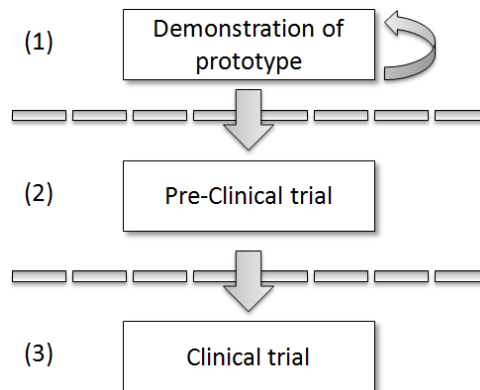 (1)
Demonstration of
prototype
(2)
Pre-Clinical trial
(3)
Clinical trial